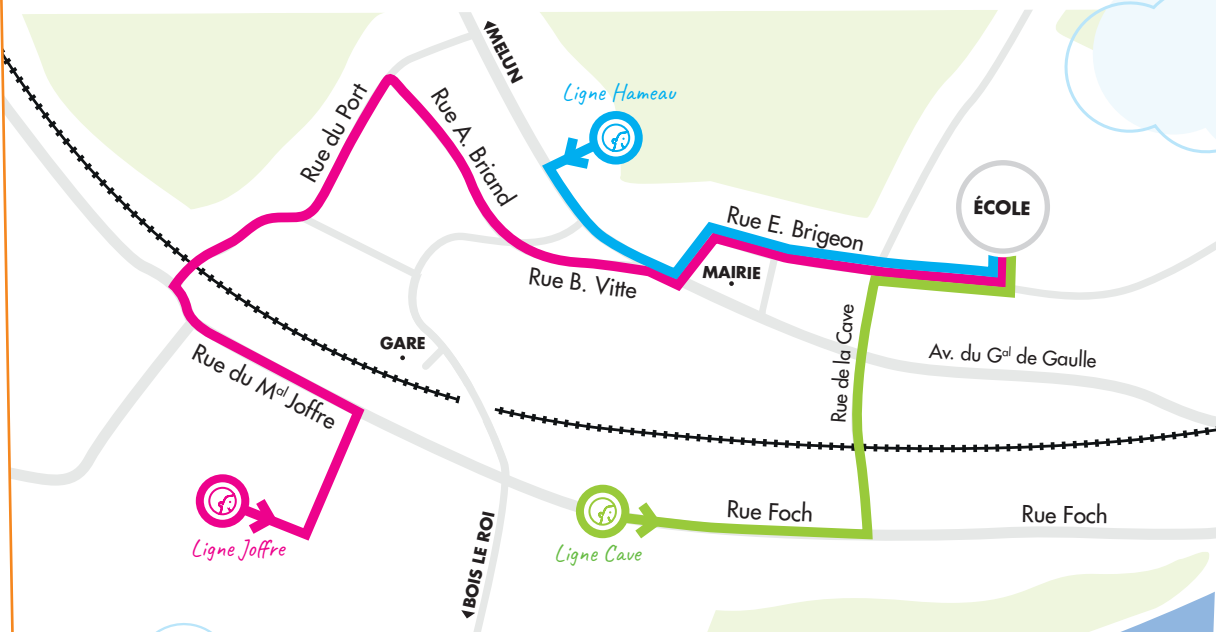 MELUN
Ligne Hameau
Rue du Port
Rue A. Briand
ÉCOLE
Rue E. Brigeon
MAIRIE
Rue B. Vitte
GARE
Rue de la Cave
Av. du Gal de Gaulle
Rue du Mal Joffre
Rue Foch
Rue Foch
Ligne Joffre
Ligne Cave
BOIS LE ROI